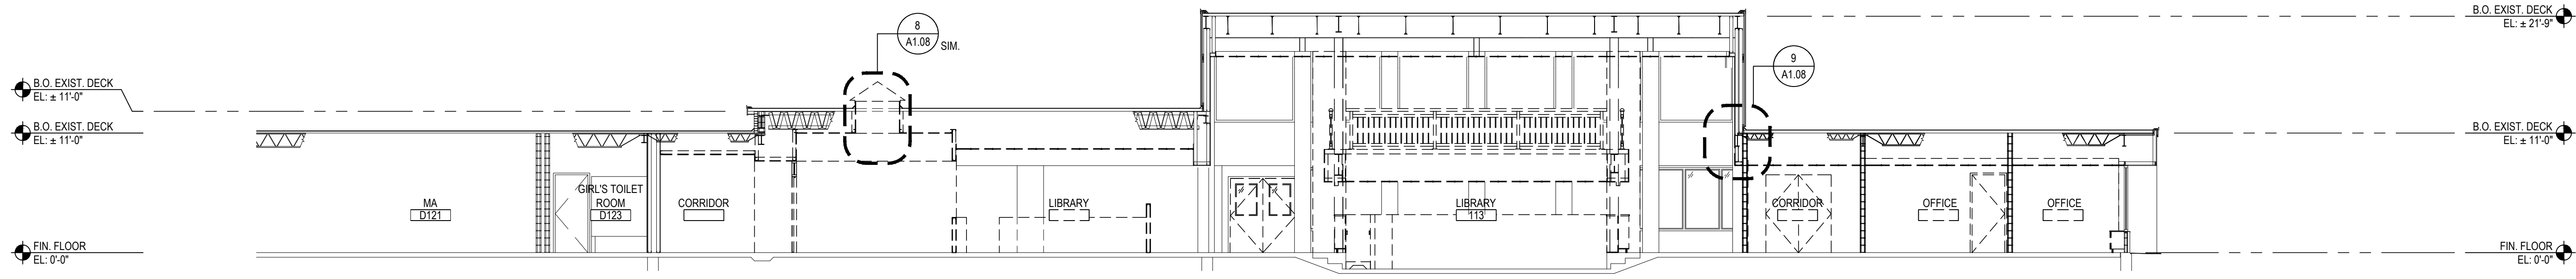 8
A1.08
SIM.
B.O. EXIST. DECK
EL: ± 21'-9"
9
A1.08
B.O. EXIST. DECK
EL: ± 11'-0"
B.O. EXIST. DECK
EL: ± 11'-0"
B.O. EXIST. DECK
EL: ± 11'-0"
MA
D121
GIRL'S TOILET
ROOM
D123
CORRIDOR
LIBRARY
LIBRARY
113
CORRIDOR
OFFICE
OFFICE
FIN. FLOOR
EL: 0'-0"
FIN. FLOOR
EL: 0'-0"